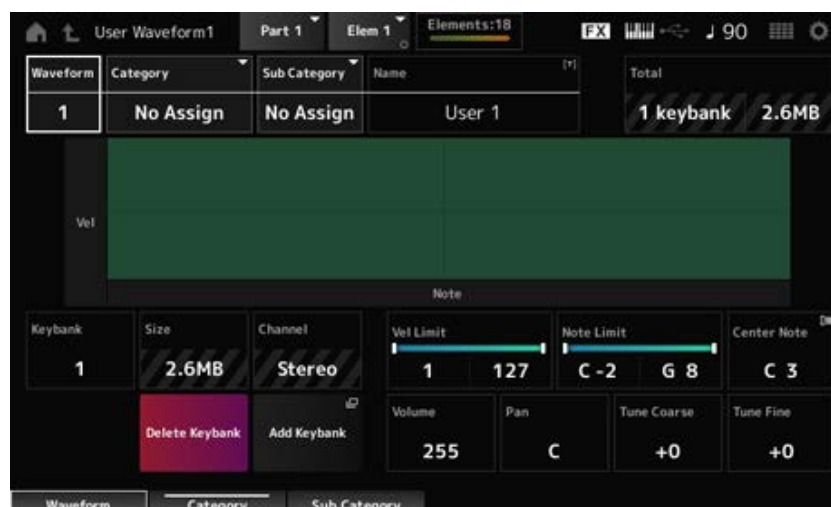 User Waveform1 Part 1 Elem 1 Elements:18 FX ♩ 90
Waveform Category Sub Category Name [T] Total
1 No Assign No Assign User 1 1 keybank 2.6MB
Vel
Note
Keybank Size Channel Vel Limit Note Limit Center Note
1 2.6MB Stereo 1 127 C -2 G 8 C 3
Delete Keybank Add Keybank Volume Pan Tune Coarse Tune Fine
255 C +0 +0
Waveform Category Sub Category